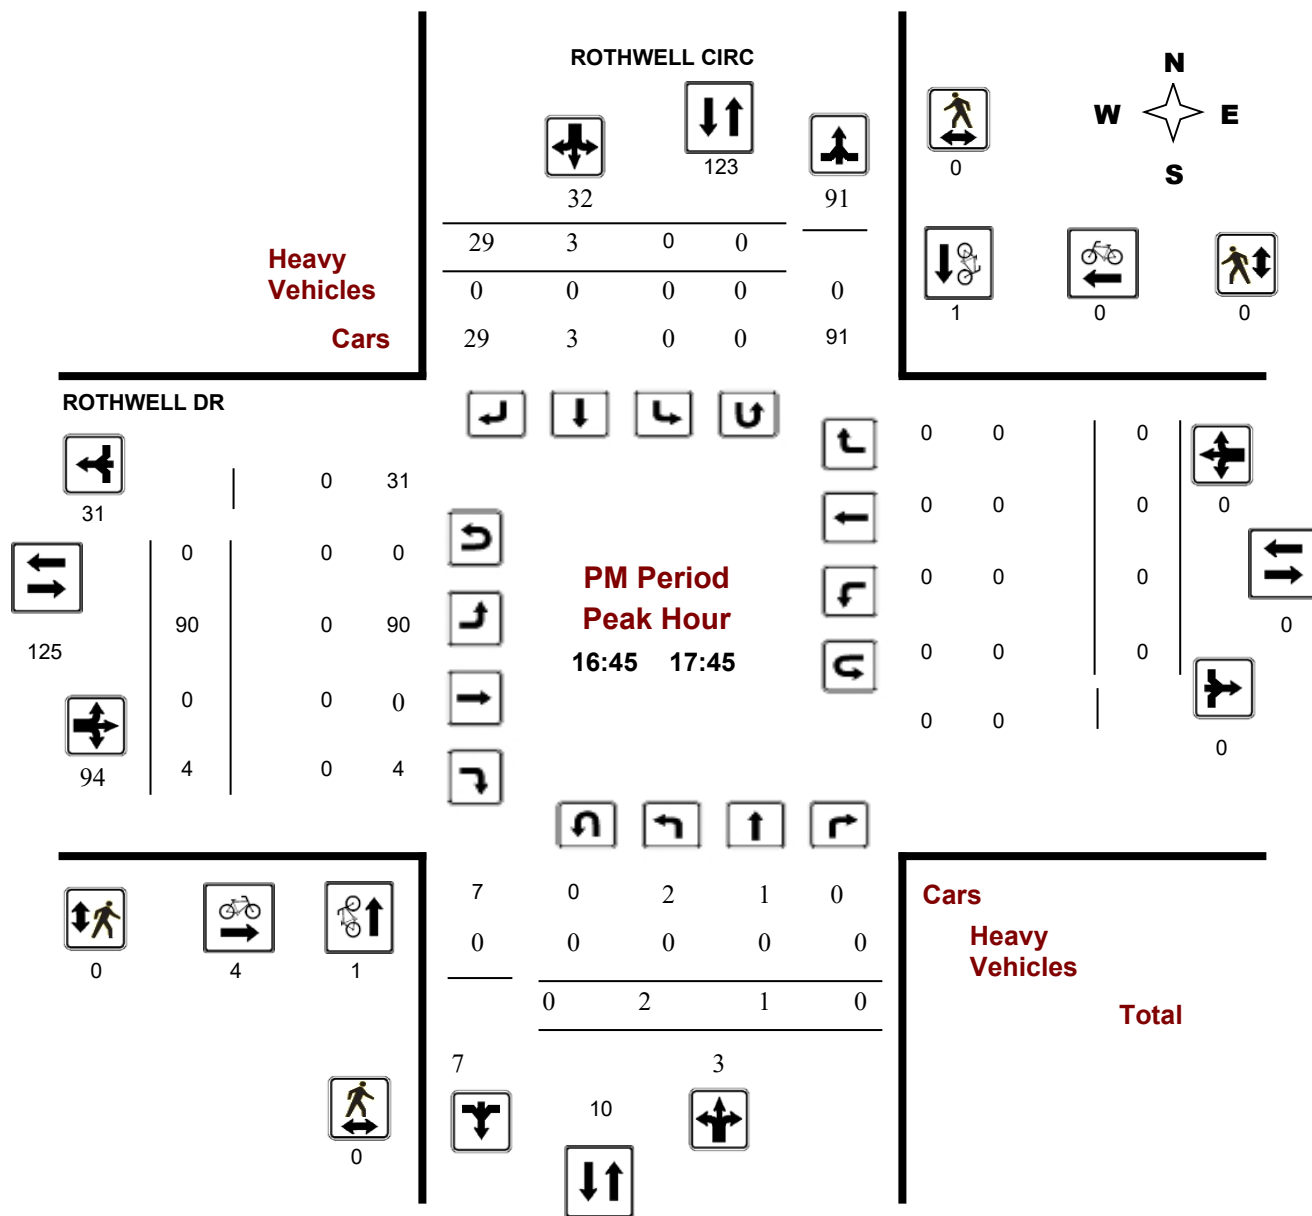 ROTHWELL CIRC
N
W E
S
123
0
32
91
29 3 0 0
Heavy
Vehicles
0 0 0 0 0
1 0 0
Cars
29 3 0 0 91
ROTHWELL DR
0 0 0
0 31
31
0 0 0 0
0 0 0
PM Period
Peak Hour
16:45 17:45
0 0 0
90 0 90
125
0
0 0 0
0 0 0
0 0
0
94
4 0 4
7 0 2 1 0
Cars
0 0 0 0 0
Heavy
Vehicles
0 4 1
0 2 1 0
Total
7 3
10
0